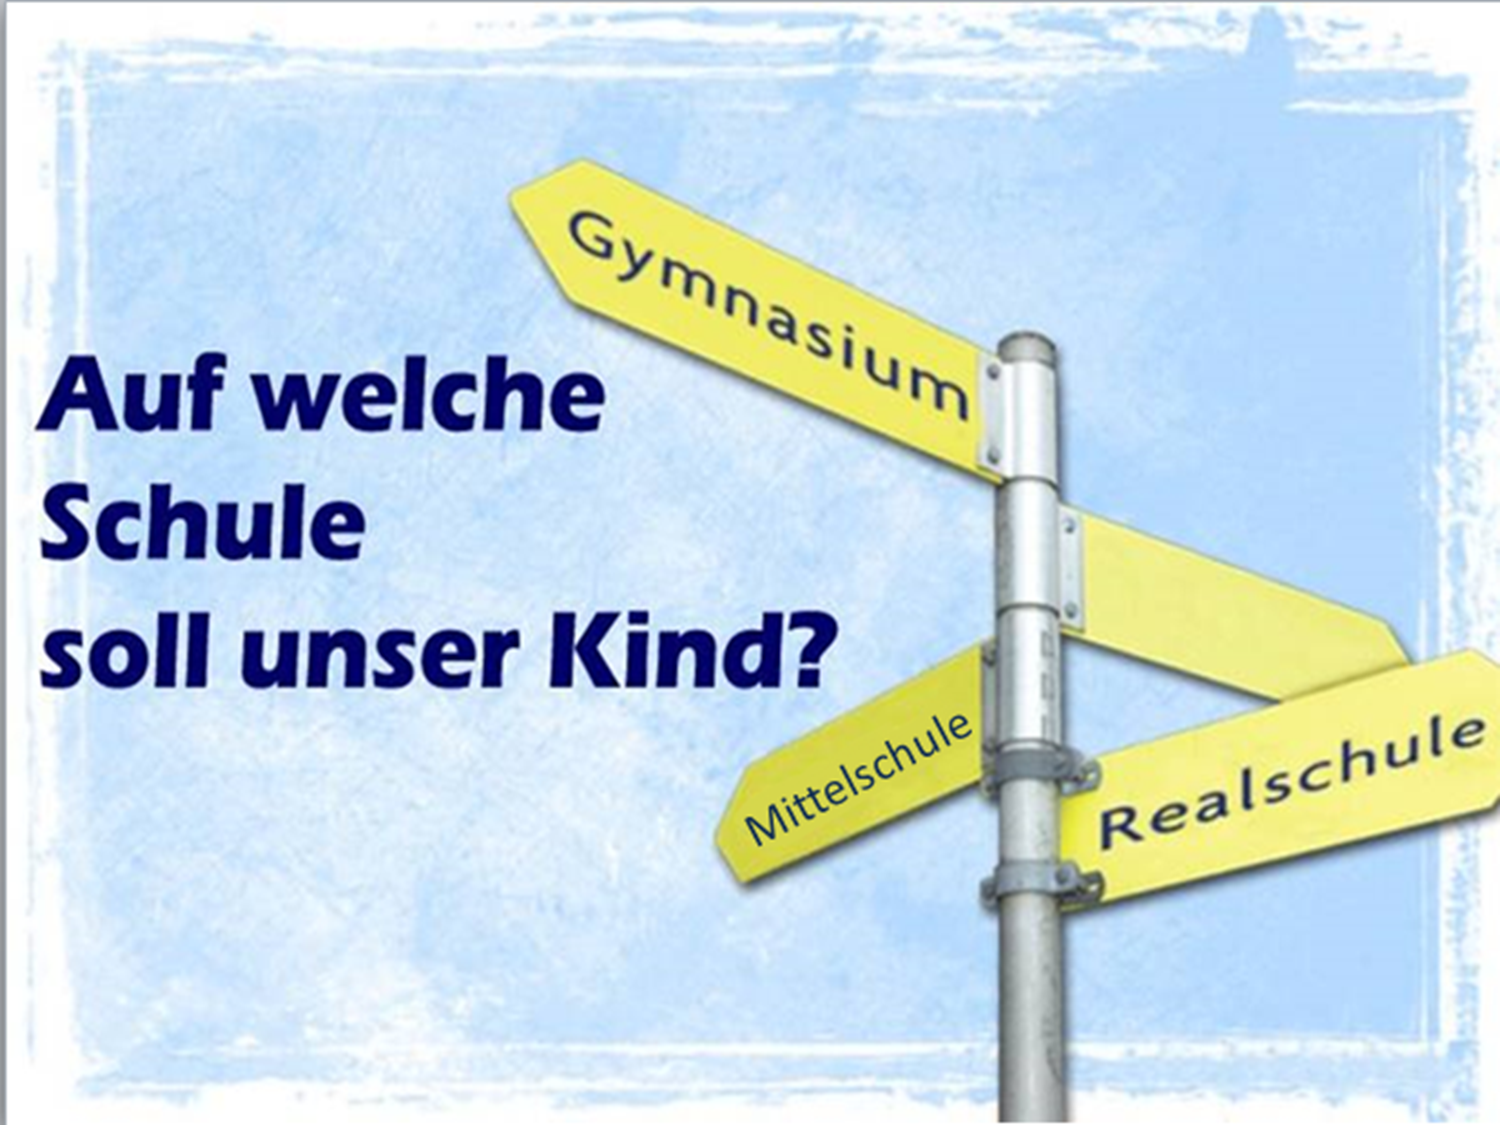 Gymnasium
Auf welche
Schule
soll unser Kind?
Mittelschule
Realschule